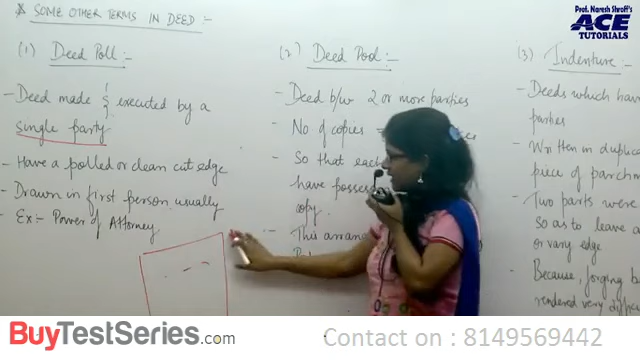 * SOME OTHER TERMS IN DEED :-
(1) Deed Poll :-
- Deed made & executed by a
single party
- Have a polled or clean cut edge
- Drawn in first person usually
- Ex :- Power of Attorney
(2) Deed Pool :-
- Deed b/w 2 or more parties
- No of copies =
- So that each
have posses
copy.
- This arran
(3) Indenture
- Deeds which have
parties
- Written in duplic
piece of parchm
- Two parts were
so as to leave a
or vary edge
- Because, forging b
rendered very
Prof. Naresh Shroff's
ACE
TUTORIALS
BuyTestSeries.com
Contact on : 8149569442